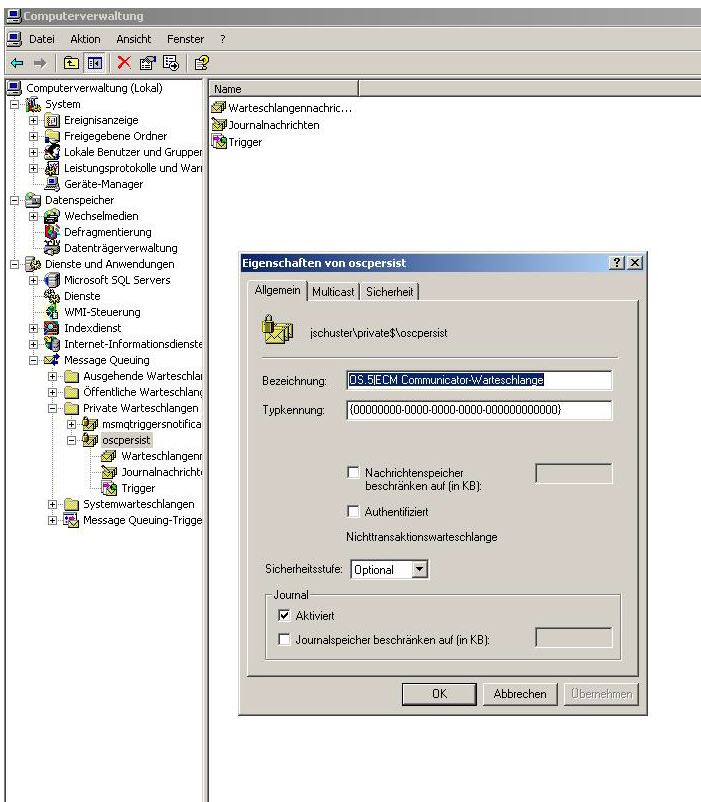 Computerverwaltung
Datei Aktion Ansicht Fenster ?
Computerverwaltung (Lokal)
System
Ereignisanzeige
Freigegebene Ordner
Lokale Benutzer und Gruppen
Leistungsprotokolle und Warn
Geräte-Manager
Datenspeicher
Wechselmedien
Defragmentierung
Datenträgerverwaltung
Dienste und Anwendungen
Microsoft SQL Servers
Dienste
WMI-Steuerung
Indexdienst
Internet-Informationsdienste
Message Queuing
Ausgehende Warteschlan
Öffentliche Warteschlang
Private Warteschlangen
msmqtriggersnotifica
oscpersist
Warteschlangenn
Journalnachrichte
Trigger
Systemwarteschlangen
Message Queuing-Trigge
Name
Warteschlangennachric...
Journalnachrichten
Trigger
Eigenschaften von oscpersist
Allgemein Multicast Sicherheit
jschuster\private$\oscpersist
Bezeichnung: OS.5|ECM Communicator-Warteschlange
Typkennung: {00000000-0000-0000-0000-000000000000}
Nachrichtenspeicher
beschränken auf (in KB):
Authentifiziert
Nichttransaktionswarteschlange
Sicherheitsstufe: Optional
Journal
Aktiviert
Journalspeicher beschränken auf (in KB):
OK Abbrechen Übernehmen